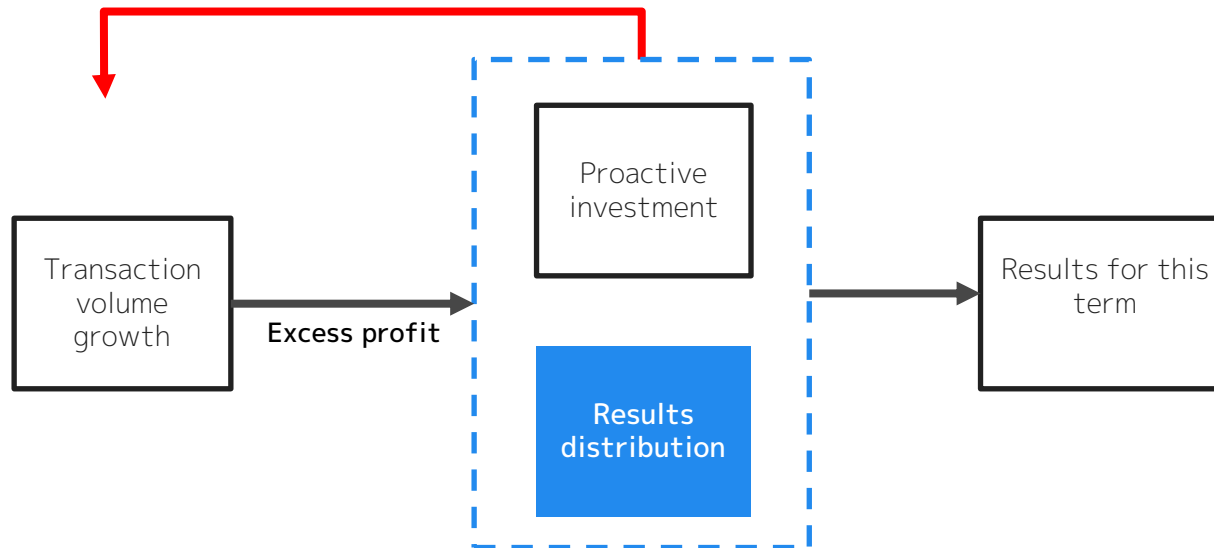 Proactive
investment
Transaction
volume
growth
Excess profit
Results for this
term
Results
distribution